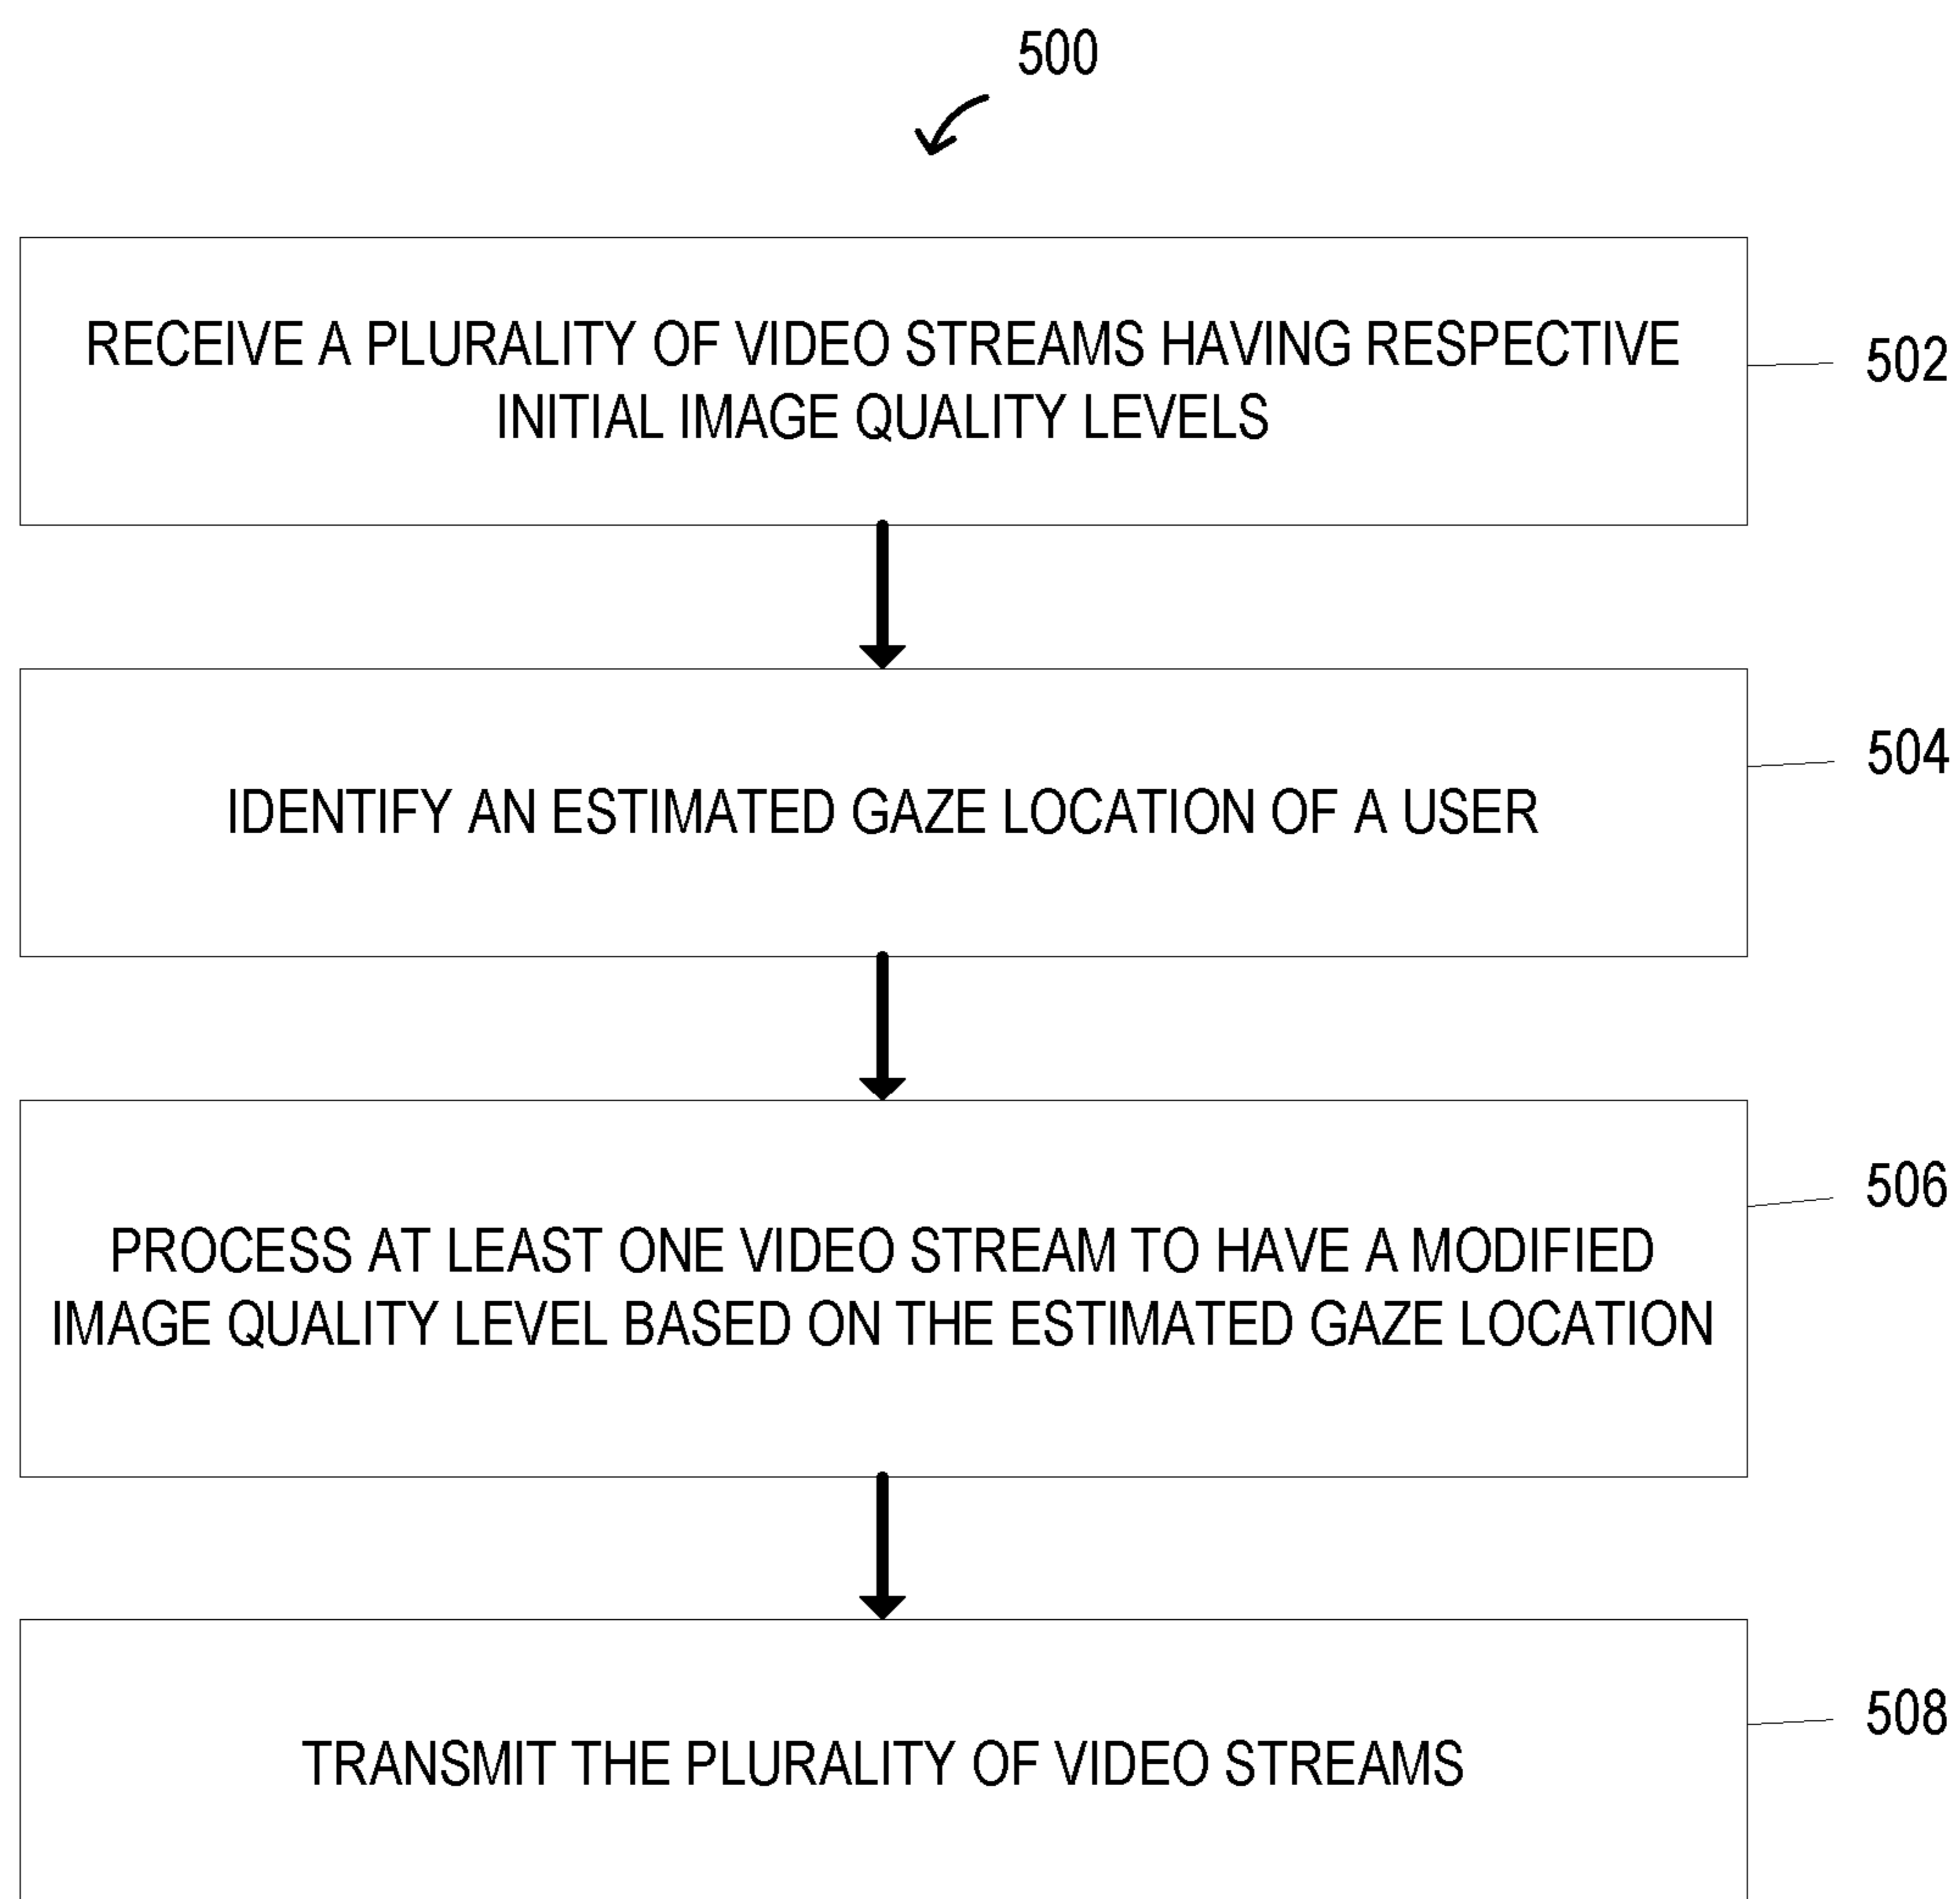 500
RECEIVE A PLURALITY OF VIDEO STREAMS HAVING RESPECTIVE
INITIAL IMAGE QUALITY LEVELS
502
IDENTIFY AN ESTIMATED GAZE LOCATION OF A USER
504
PROCESS AT LEAST ONE VIDEO STREAM TO HAVE A MODIFIED
IMAGE QUALITY LEVEL BASED ON THE ESTIMATED GAZE LOCATION
506
TRANSMIT THE PLURALITY OF VIDEO STREAMS
508